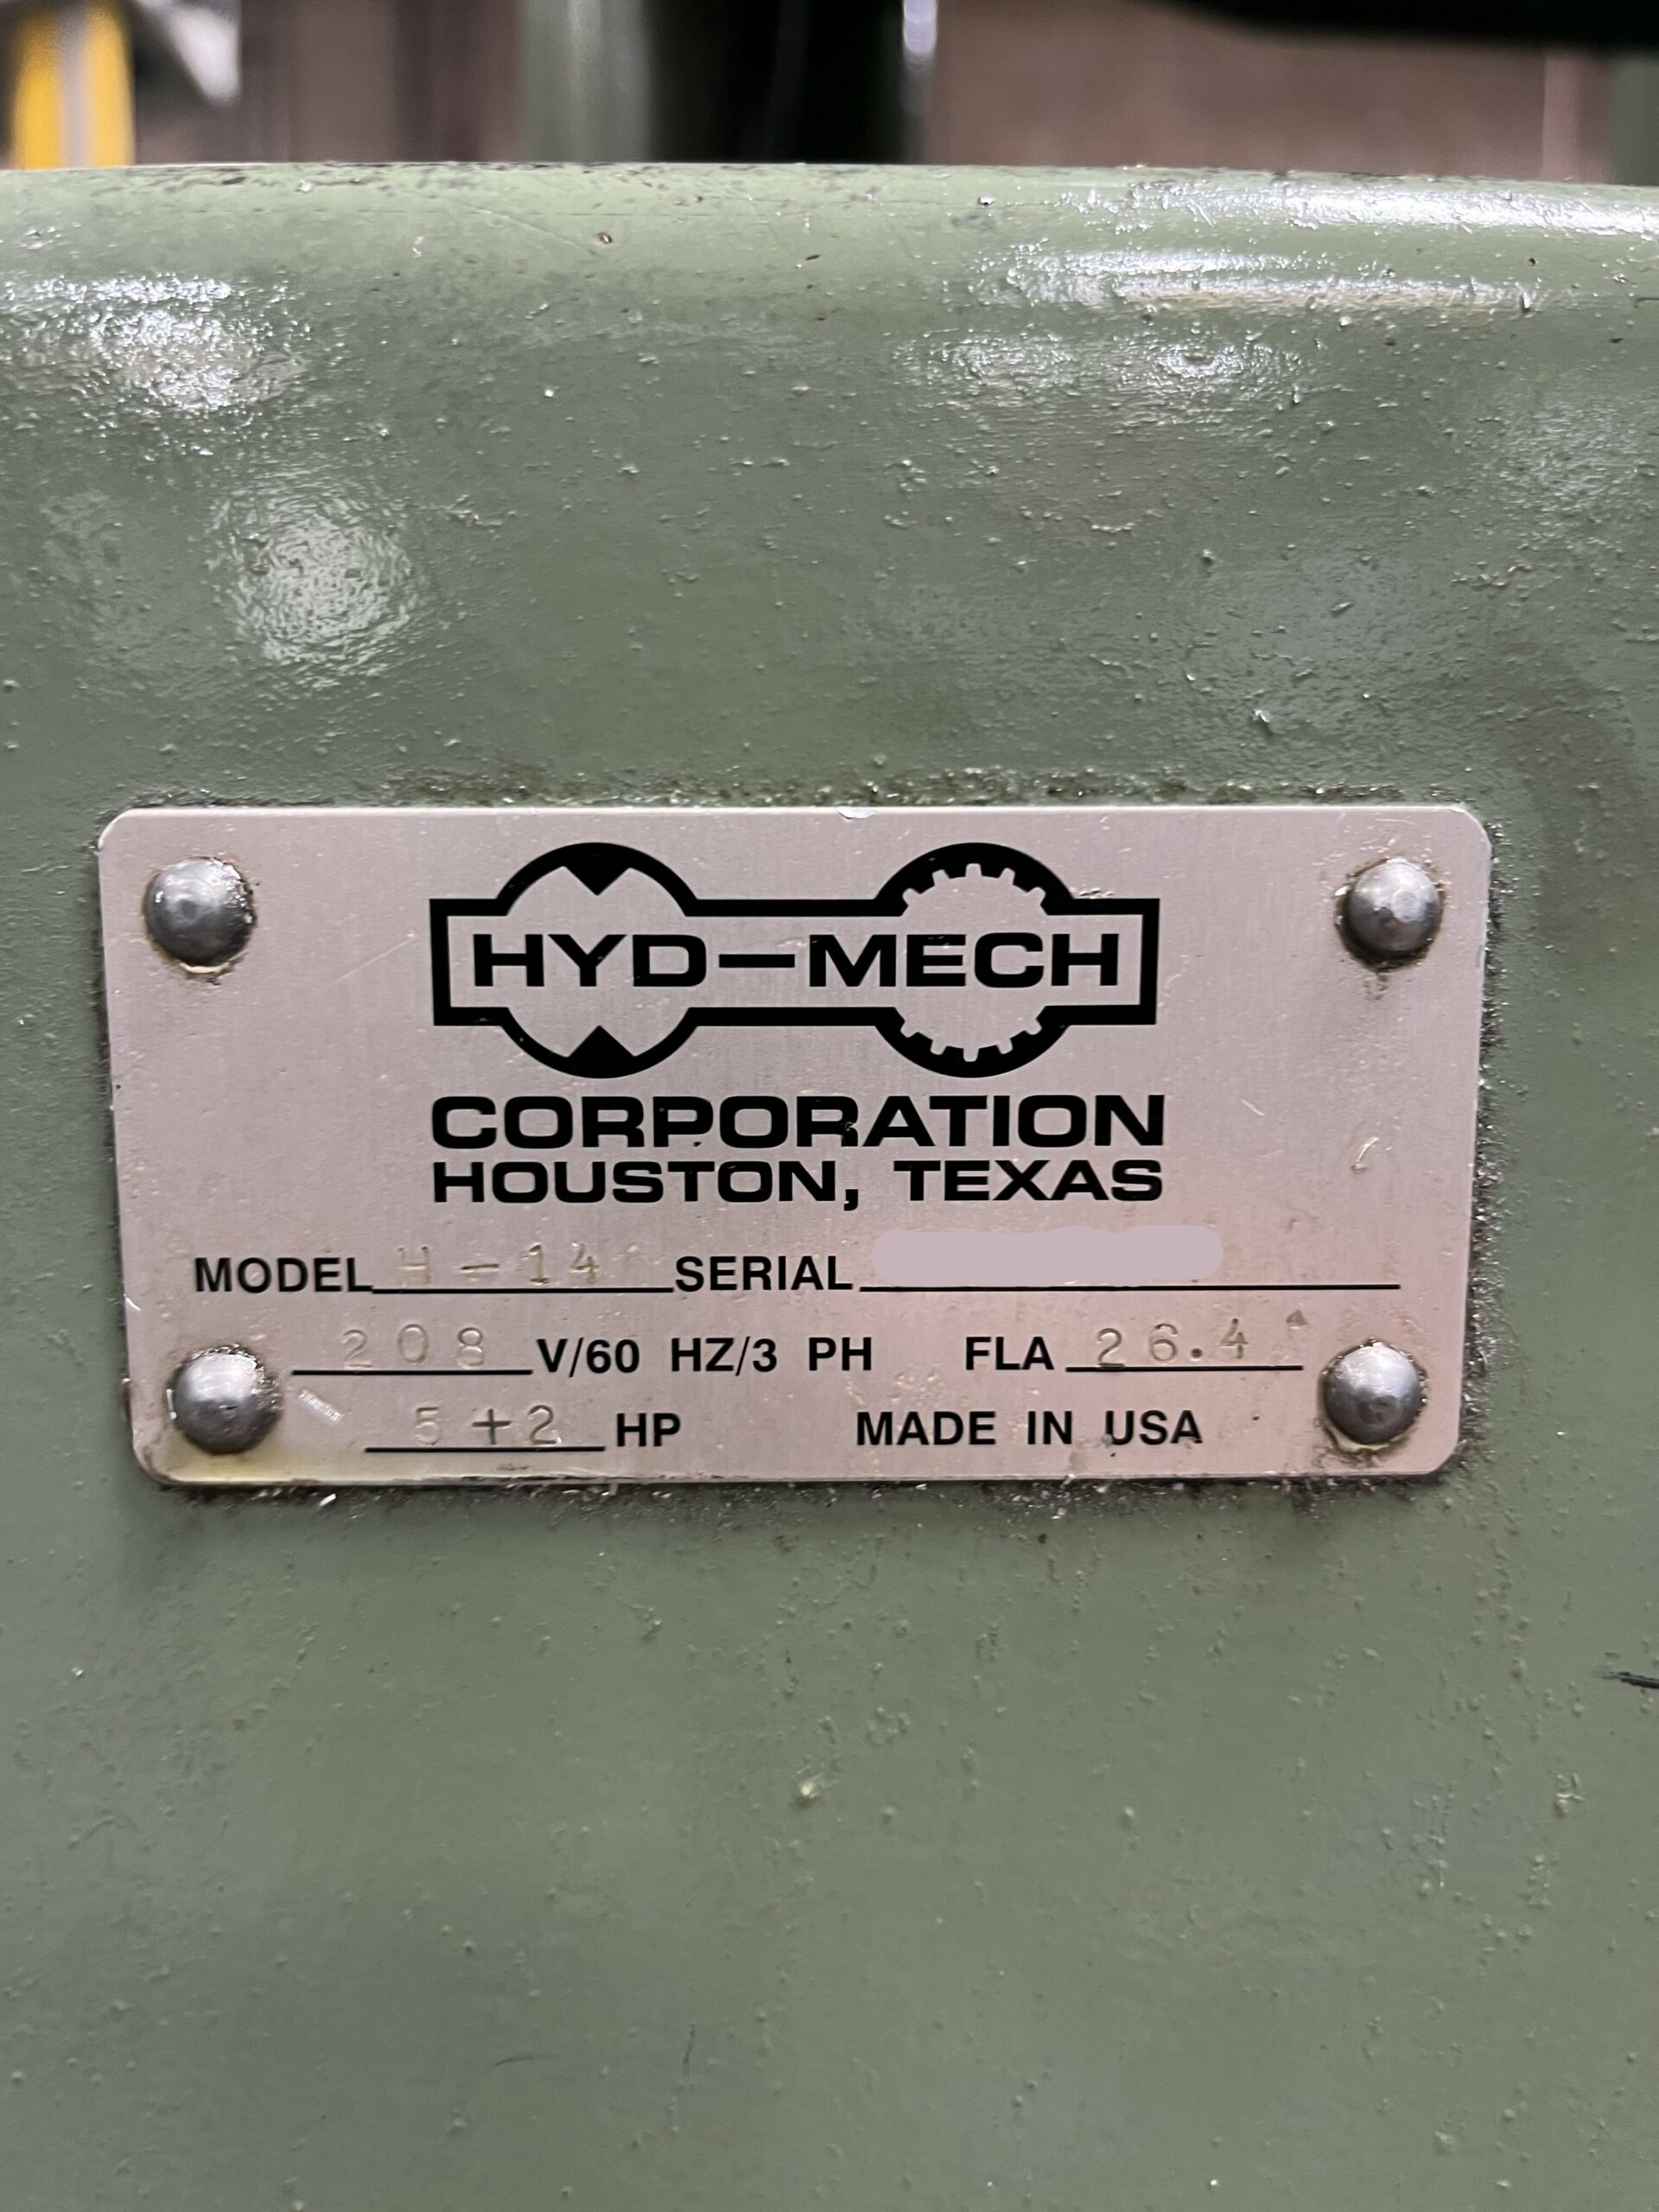 HYD-MECH
CORPORATION
HOUSTON, TEXAS
MODEL H-14 SERIAL
208 V/60 HZ/3 PH FLA 26.4
5+2 HP MADE IN USA